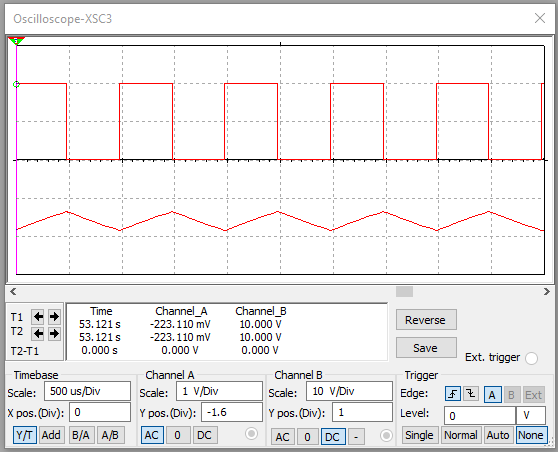 Oscilloscope-XSC3
Time Channel_A Channel_B
T1 53.121 s -223.110 mV 10.000 V
T2 53.121 s -223.110 mV 10.000 V
T2-T1 0.000 s 0.000 V 0.000 V
Reverse
Save
Ext. trigger
Timebase
Scale: 500 us/Div
X pos.(Div): 0
Y/T Add B/A A/B
Channel A
Scale: 1 V/Div
Y pos.(Div): -1.6
AC 0 DC
Channel B
Scale: 10 V/Div
Y pos.(Div): 1
AC 0 DC -
Trigger
Edge: A B Ext
Level: 0 V
Single Normal Auto None